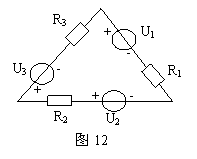 R₃
+ U₁
-
U₃ -
+
R₁
R₂
+ -
U₂
图 12